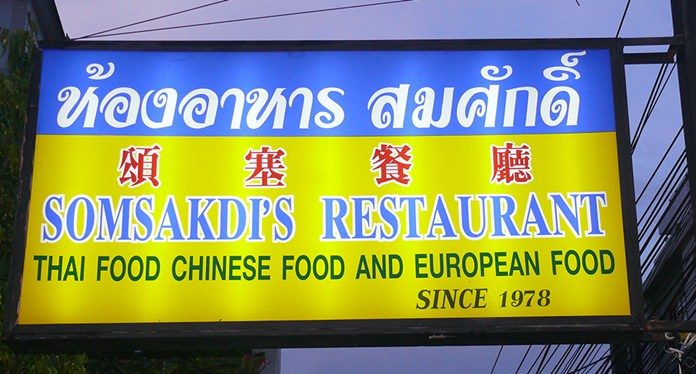 ห้องอาหาร สมศักดิ์
頌塞餐廳
SOMSAKDI'S RESTAURANT
THAI FOOD CHINESE FOOD AND EUROPEAN FOOD
SINCE 1978